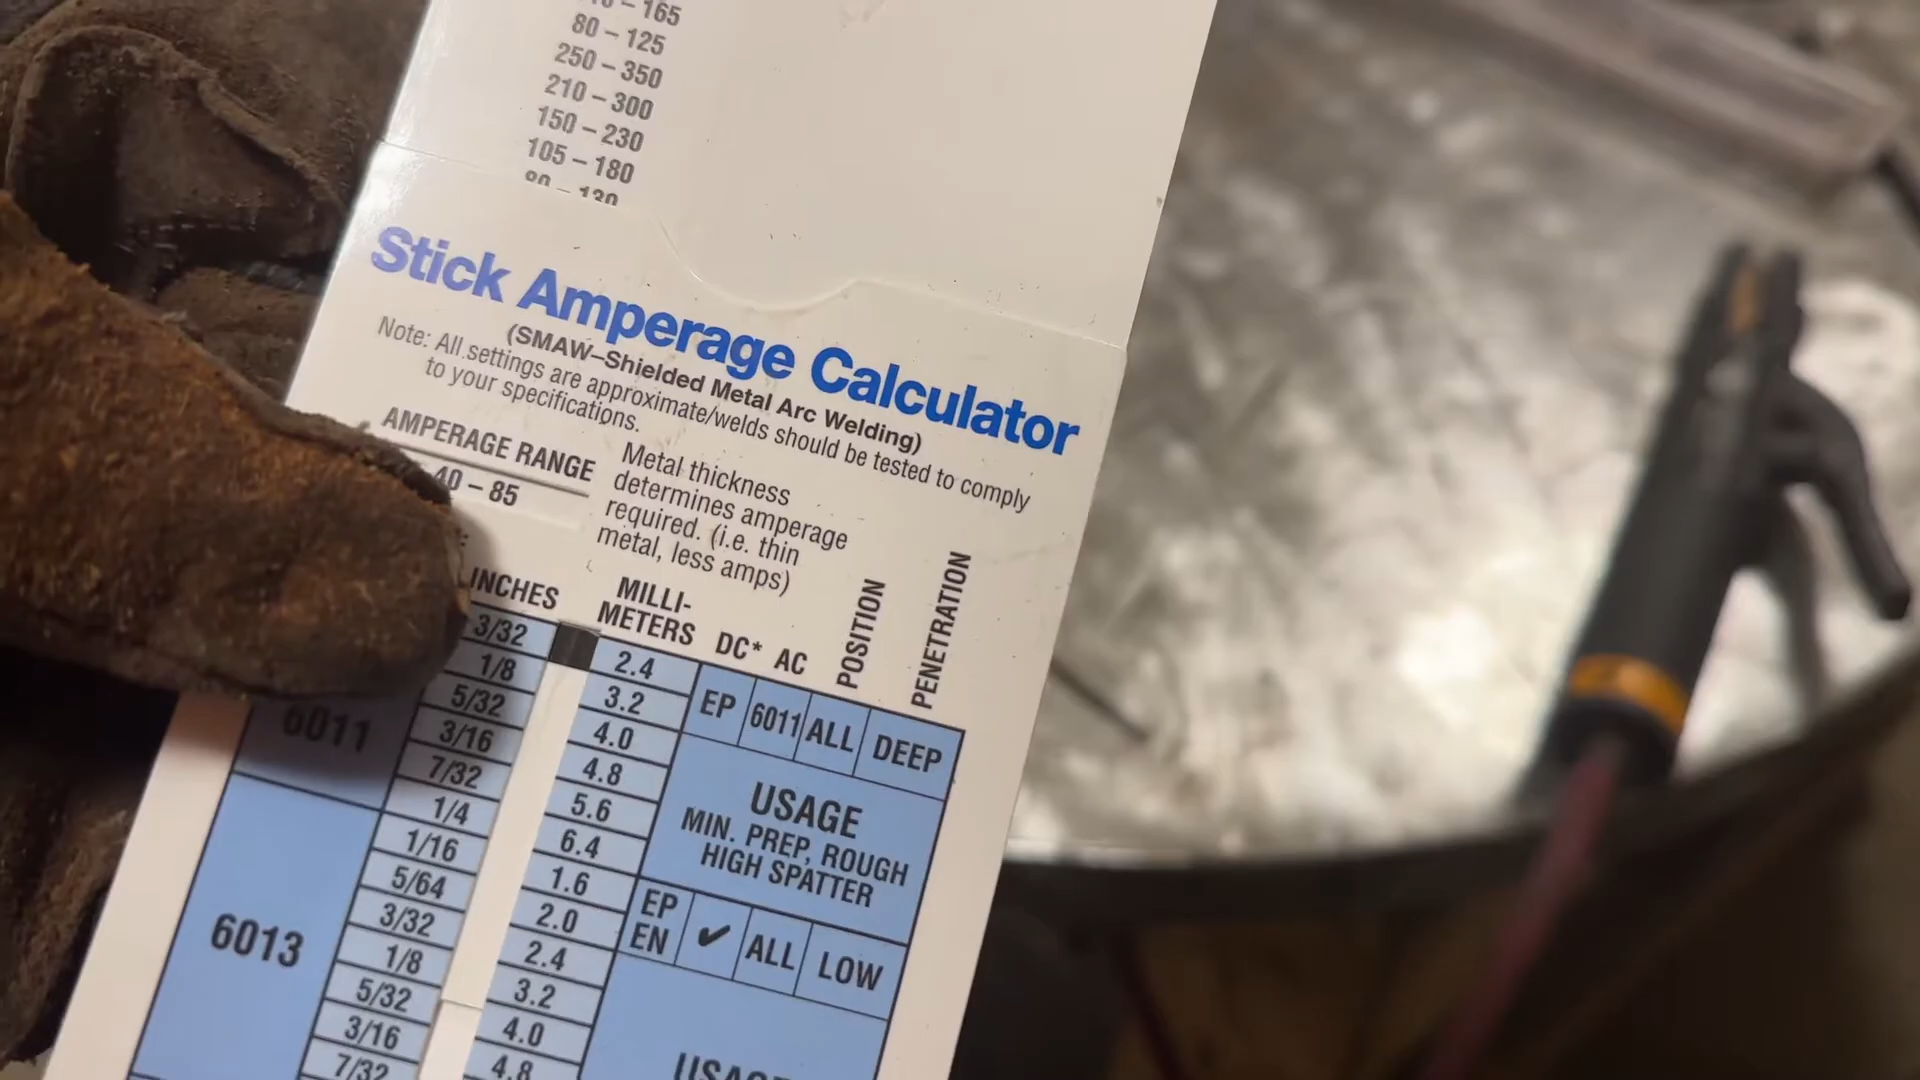 – 165
80 – 125
250 – 350
210 – 300
150 – 230
105 – 180
80 – 130
Stick Amperage Calculator
(SMAW–Shielded Metal Arc Welding)
Note: All settings are approximate/welds should be tested to comply
to your specifications.
AMPERAGE RANGE
40 – 85
Metal thickness
determines amperage
required. (i.e. thin
metal, less amps)
INCHES
MILLI-
METERS
DC* AC
POSITION
PENETRATION
3/32 2.4
1/8 3.2
5/32 4.0
3/16 4.8
7/32 5.6
1/4 6.4
6011
EP 6011 ALL DEEP
USAGE
MIN. PREP, ROUGH
HIGH SPATTER
6013
1/16 1.6
5/64 2.0
3/32 2.4
1/8 3.2
5/32 4.0
3/16 4.8
7/32
EP
EN ✔ ALL LOW
USAGE